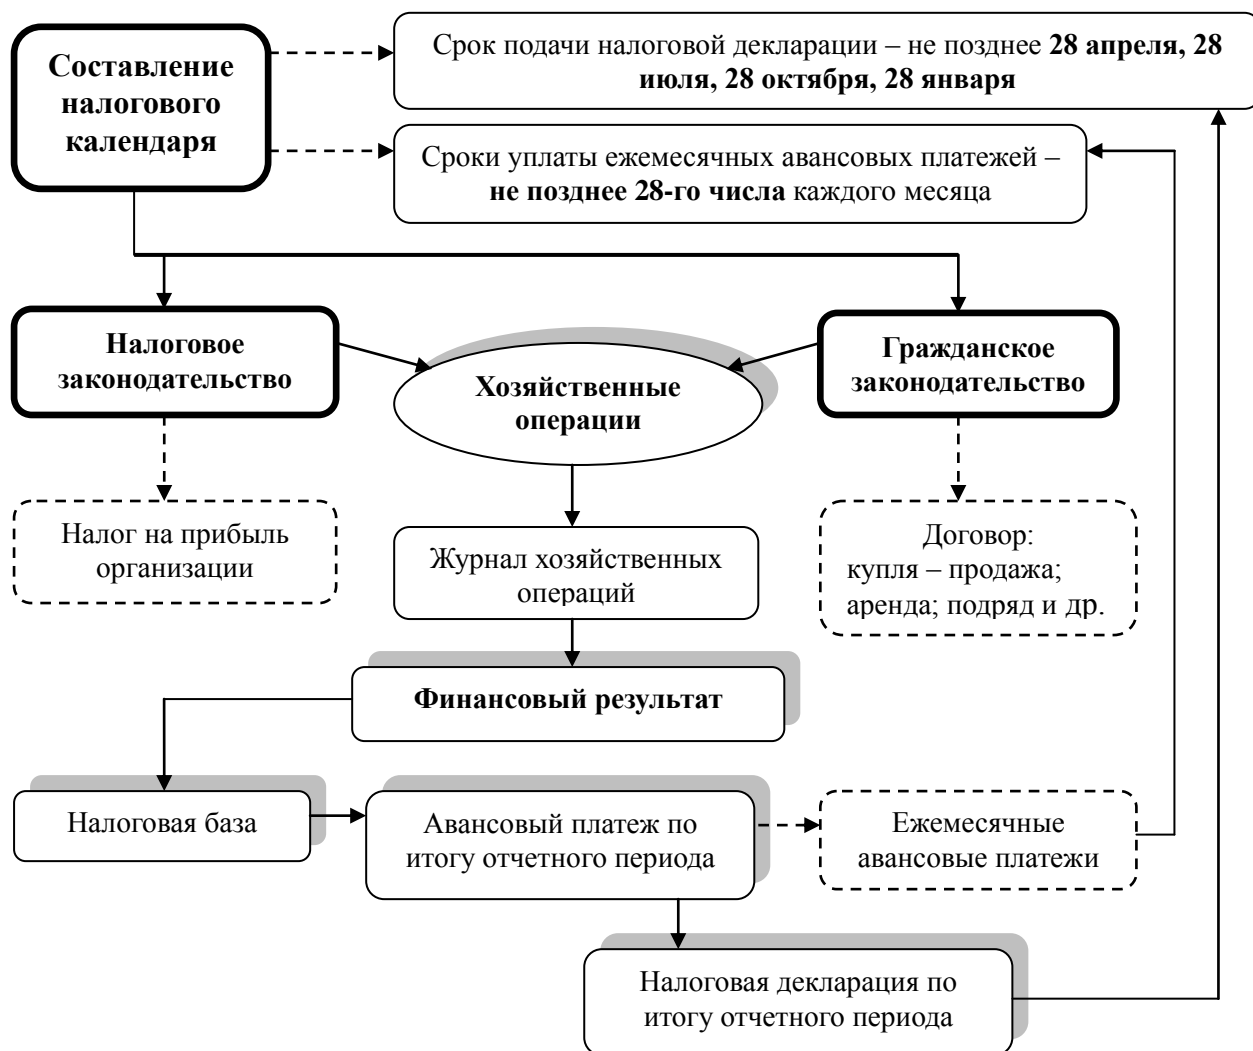 Составление
налогового
календаря
Срок подачи налоговой декларации – не позднее 28 апреля, 28
июля, 28 октября, 28 января
Сроки уплаты ежемесячных авансовых платежей –
не позднее 28-го числа каждого месяца
Налоговое
законодательство
Хозяйственные
операции
Гражданское
законодательство
Налог на прибыль
организации
Журнал хозяйственных
операций
Договор:
купля – продажа;
аренда; подряд и др.
Финансовый результат
Налоговая база
Авансовый платеж по
итогу отчетного периода
Ежемесячные
авансовые платежи
Налоговая декларация по
итогу отчетного периода